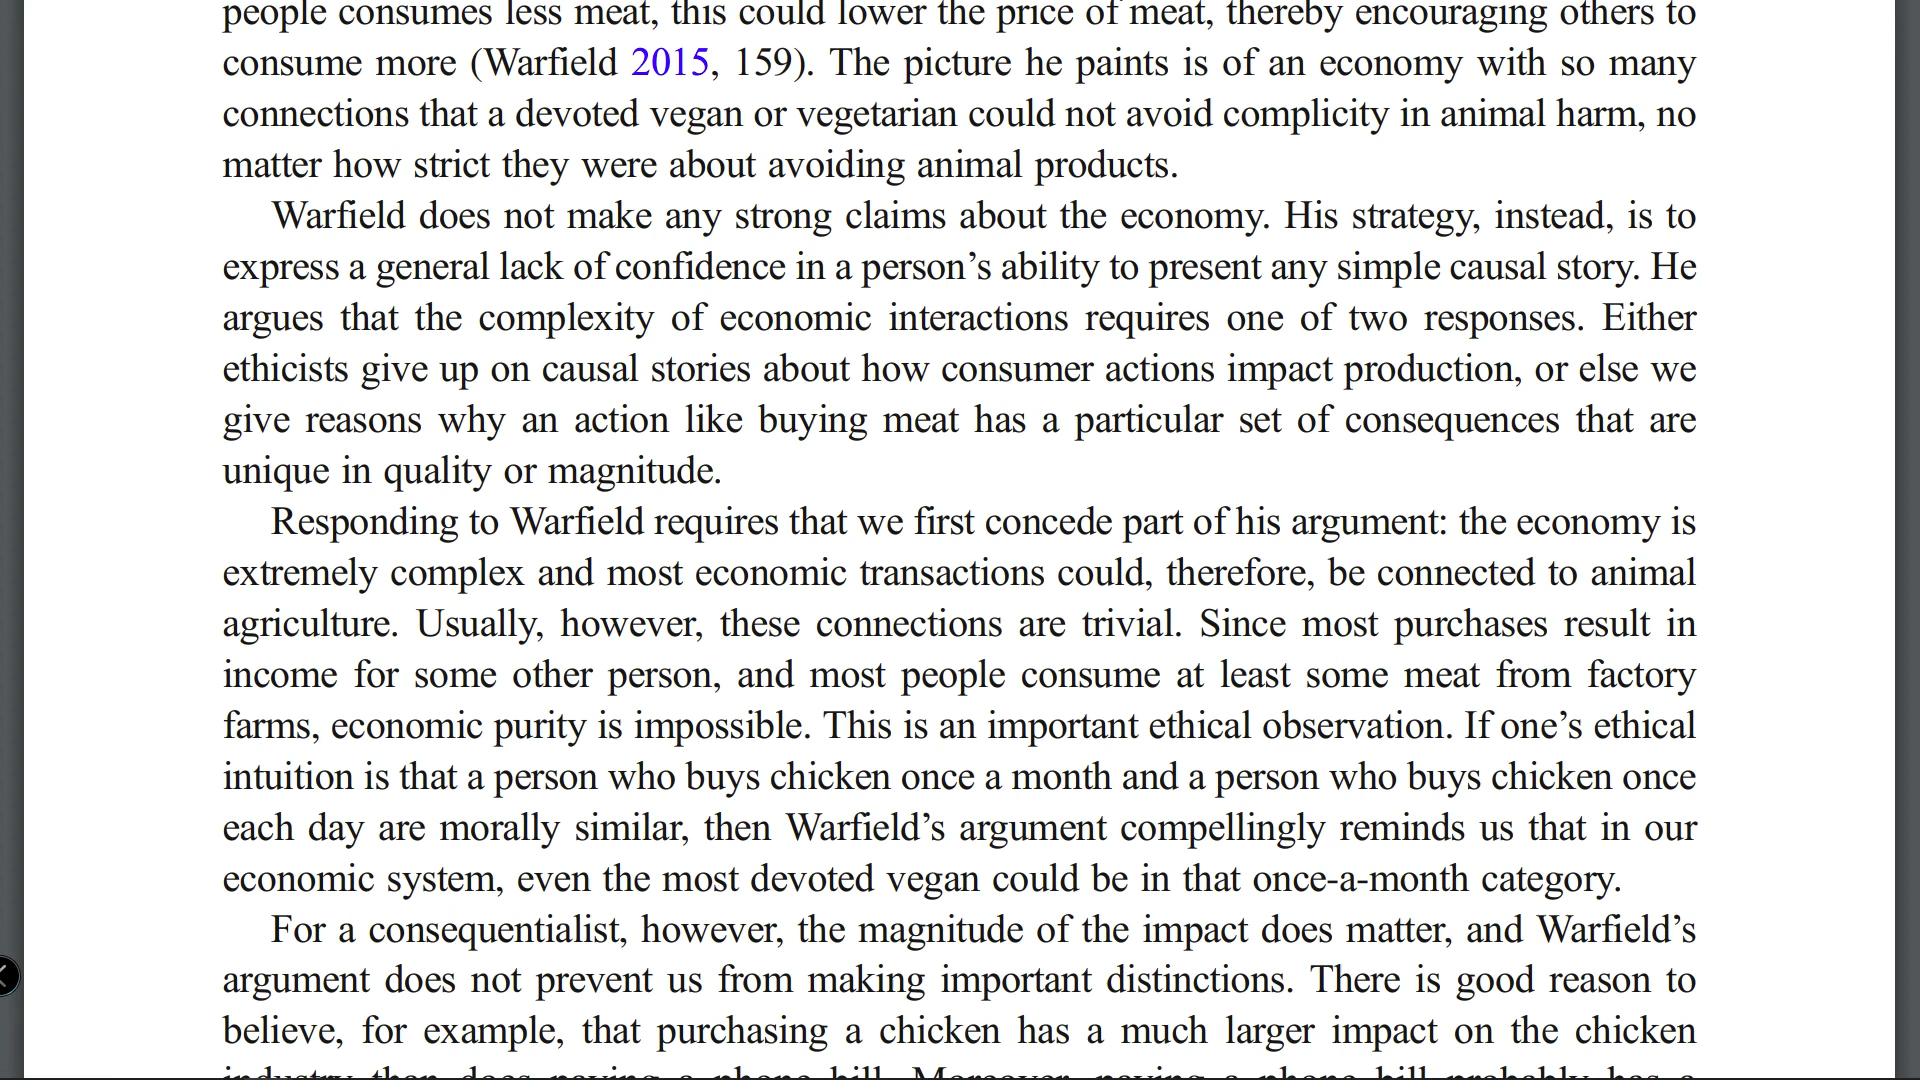 people consumes less meat, this could lower the price of meat, thereby encouraging others to
consume more (Warfield 2015, 159). The picture he paints is of an economy with so many
connections that a devoted vegan or vegetarian could not avoid complicity in animal harm, no
matter how strict they were about avoiding animal products.
Warfield does not make any strong claims about the economy. His strategy, instead, is to
express a general lack of confidence in a person’s ability to present any simple causal story. He
argues that the complexity of economic interactions requires one of two responses. Either
ethicists give up on causal stories about how consumer actions impact production, or else we
give reasons why an action like buying meat has a particular set of consequences that are
unique in quality or magnitude.
Responding to Warfield requires that we first concede part of his argument: the economy is
extremely complex and most economic transactions could, therefore, be connected to animal
agriculture. Usually, however, these connections are trivial. Since most purchases result in
income for some other person, and most people consume at least some meat from factory
farms, economic purity is impossible. This is an important ethical observation. If one’s ethical
intuition is that a person who buys chicken once a month and a person who buys chicken once
each day are morally similar, then Warfield’s argument compellingly reminds us that in our
economic system, even the most devoted vegan could be in that once-a-month category.
For a consequentialist, however, the magnitude of the impact does matter, and Warfield’s
argument does not prevent us from making important distinctions. There is good reason to
believe, for example, that purchasing a chicken has a much larger impact on the chicken
industry than does paying a phone bill. Moreover, paying a phone bill probably has a